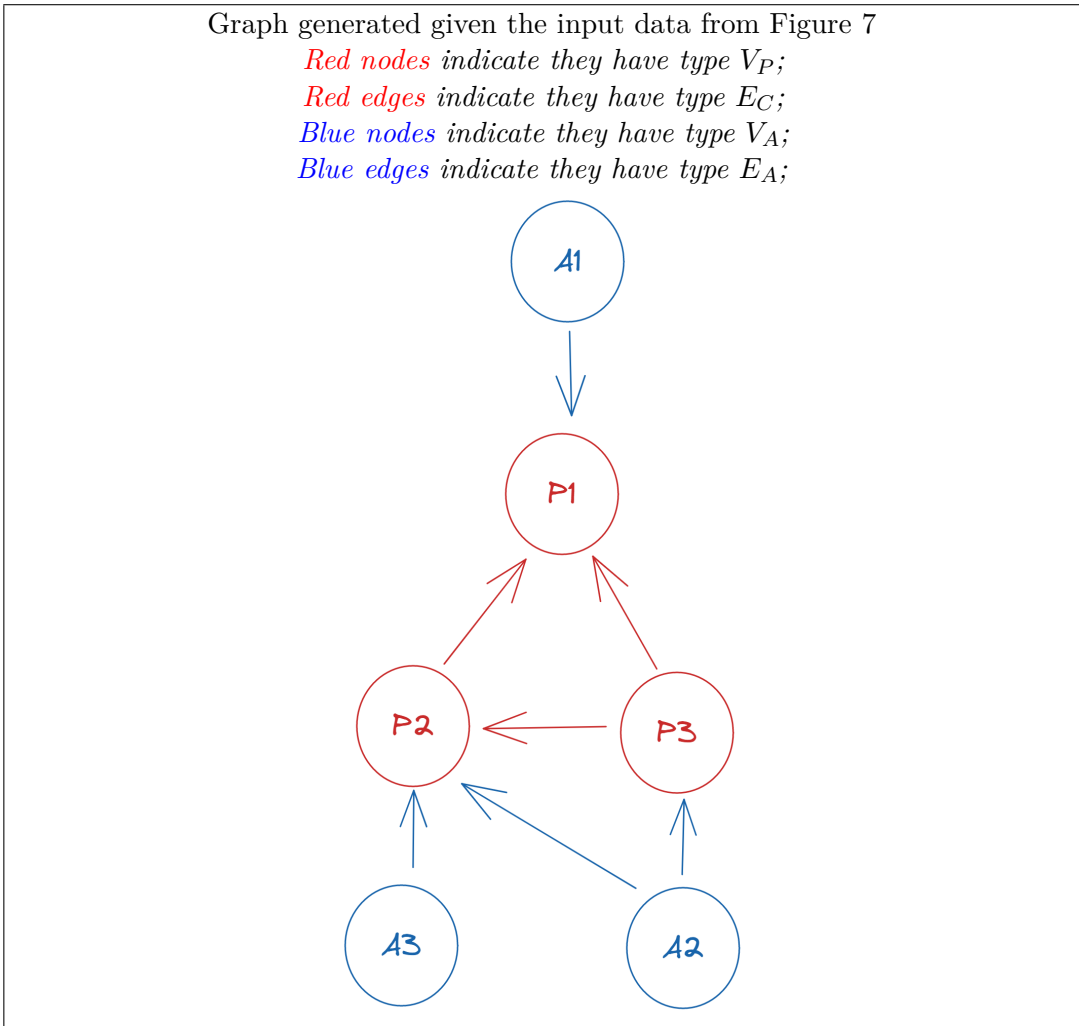 Graph generated given the input data from Figure 7
Red nodes indicate they have type V_P;
Red edges indicate they have type E_C;
Blue nodes indicate they have type V_A;
Blue edges indicate they have type E_A;
A1
P1
P2 P3
A3 A2